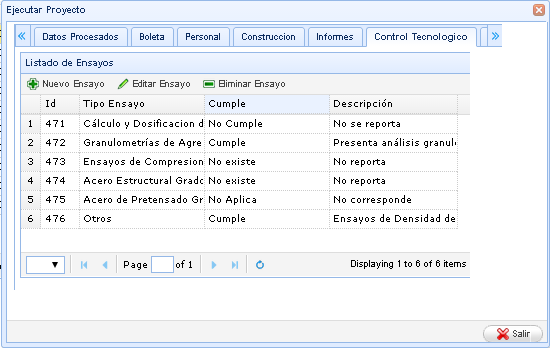 Ejecutar Proyecto
Datos Procesados Boleta Personal Construccion Informes Control Tecnologico
Listado de Ensayos
Nuevo Ensayo Editar Ensayo Eliminar Ensayo
Id Tipo Ensayo Cumple Descripción
1 471 Cálculo y Dosificacion d No Cumple No se reporta
2 472 Granulometrías de Agre Cumple Presenta análisis granul
3 473 Ensayos de Compresion No existe No reporta
4 474 Acero Estructural Grado No existe No reporta
5 475 Acero de Pretensado Gr No Aplica No corresponde
6 476 Otros Cumple Ensayos de Densidad de
Page of 1 Displaying 1 to 6 of 6 items
Salir